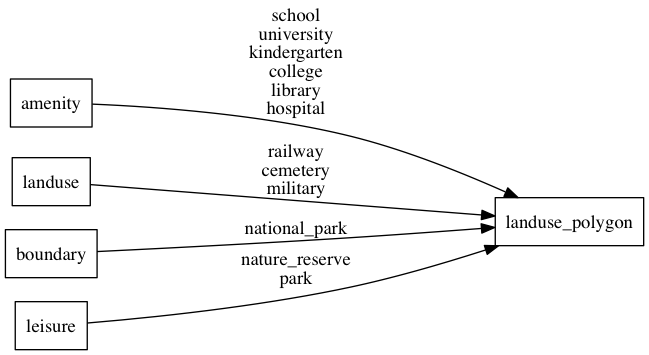 school
university
kindergarten
college
library
hospital
amenity
railway
cemetery
military
landuse
landuse_polygon
national_park
boundary
nature_reserve
park
leisure